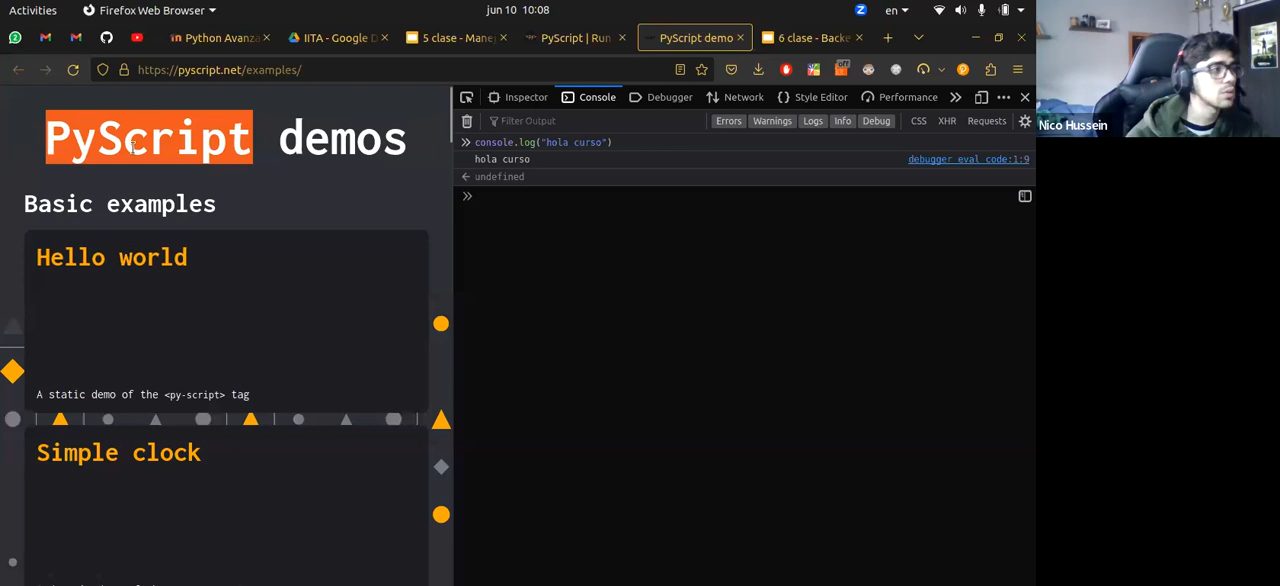 Activities
Firefox Web Browser
jun 10 10:08
en
Python Avanza
IITA - Google D
5 clase - Mane
PyScript | Run
PyScript demo
6 clase - Backe
https://pyscript.net/examples/
off
Inspector
Console
Debugger
Network
Style Editor
Performance
Filter Output
Errors
Warnings
Logs
Info
Debug
CSS
XHR
Requests
console.log("hola curso")
hola curso
debugger eval code:1:9
undefined
PyScript demos
Basic examples
Hello world
A static demo of the <py-script> tag
Simple clock
Nico Hussein